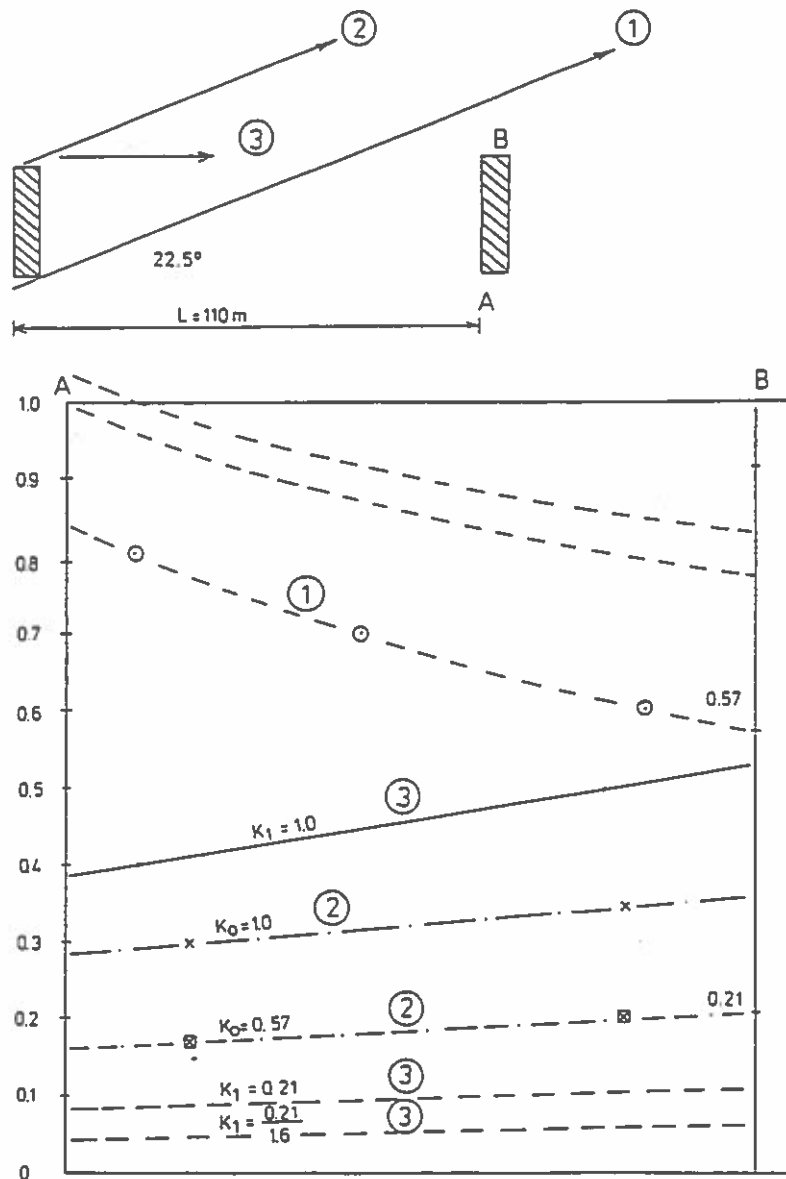 ②
①
③
B
22.5°
A
L = 110 m
A
B
1.0
0.9
0.8
①
0.7
0.6
0.57
③
0.5
K₁ = 1.0
0.4
②
K₀ = 1.0
0.3
②
0.21
K₀ = 0.57
0.2
③
K₁ = 0.21
0.1
③
K₁ = 0.21
1.6
0